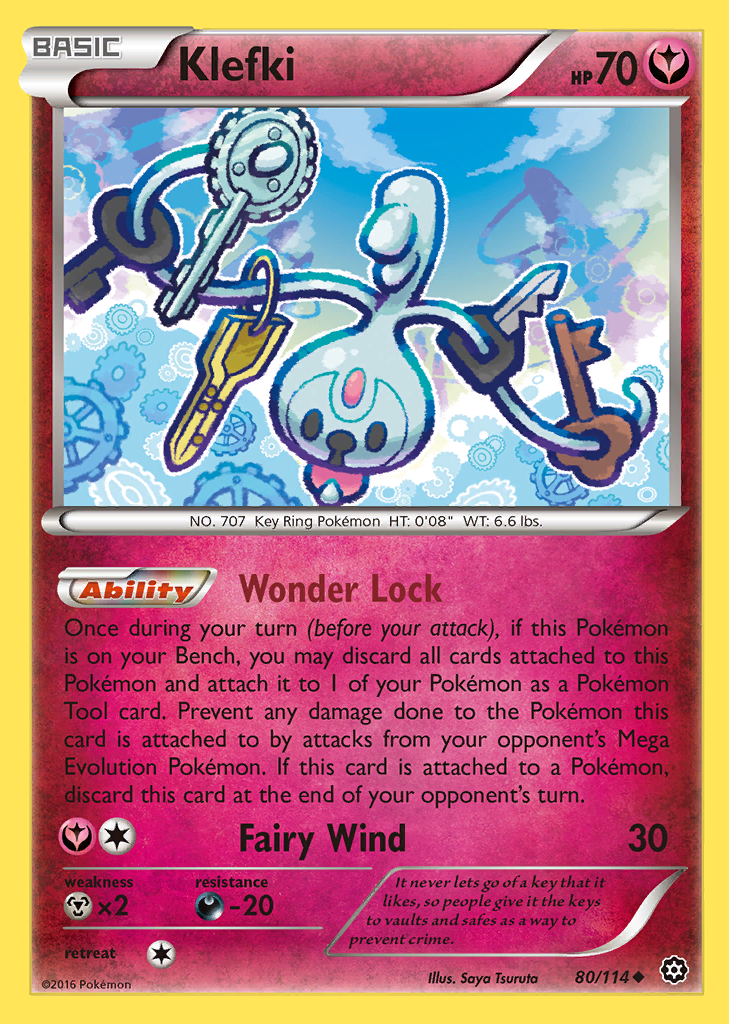 BASIC
Klefki
HP 70
NO. 707 Key Ring Pokémon HT: 0'08" WT: 6.6 lbs.
Ability Wonder Lock
Once during your turn (before your attack), if this Pokémon
is on your Bench, you may discard all cards attached to this
Pokémon and attach it to 1 of your Pokémon as a Pokémon
Tool card. Prevent any damage done to the Pokémon this
card is attached to by attacks from your opponent's Mega
Evolution Pokémon. If this card is attached to a Pokémon,
discard this card at the end of your opponent's turn.
Fairy Wind 30
weakness resistance
×2 -20
retreat
It never lets go of a key that it
likes, so people give it the keys
to vaults and safes as a way to
prevent crime.
©2016 Pokémon
Illus. Saya Tsuruta 80/114